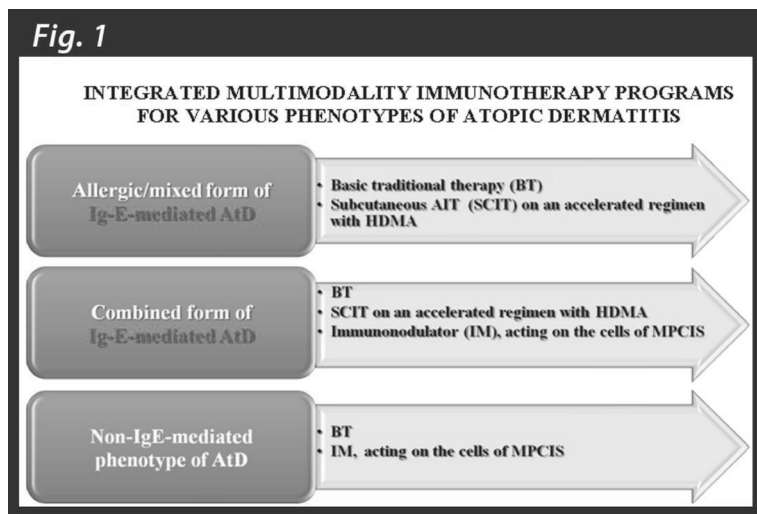 Fig. 1
INTEGRATED MULTIMODALITY IMMUNOTHERAPY PROGRAMS
FOR VARIOUS PHENOTYPES OF ATOPIC DERMATITIS
Allergic/mixed form of
Ig-E-mediated AtD
• Basic traditional therapy (BT)
• Subcutaneous AIT (SCIT) on an accelerated regimen
with HDMA
Combined form of
Ig-E-mediated AtD
• BT
• SCIT on an accelerated regimen with HDMA
• Immunonodulator (IM), acting on the cells of MPCIS
Non-IgE-mediated
phenotype of AtD
• BT
• IM, acting on the cells of MPCIS